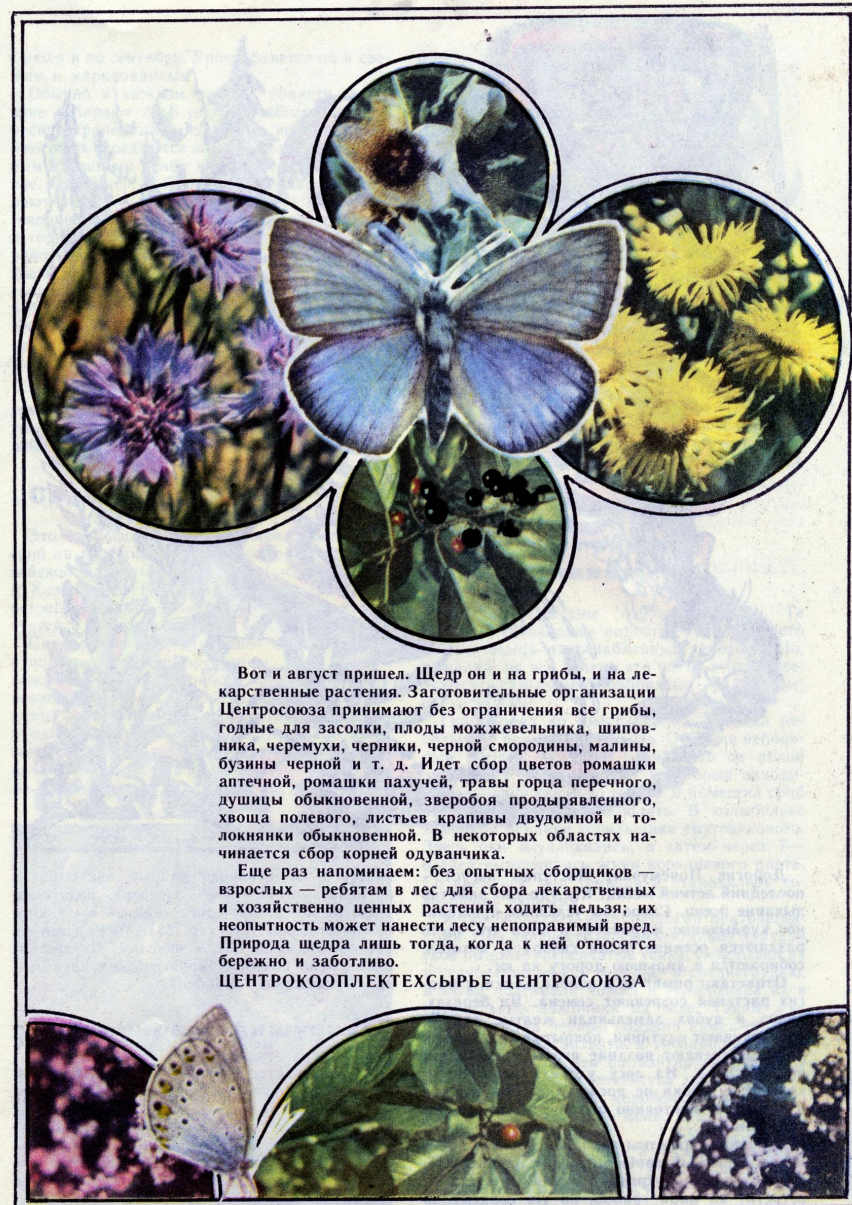 Вот и август пришел. Щедр он и на грибы, и на ле-
карственные растения. Заготовительные организации
Центросоюза принимают без ограничения все грибы,
годные для засолки, плоды можжевельника, шипов-
ника, черемухи, черники, черной смородины, малины,
бузины черной и т. д. Идет сбор цветов ромашки
аптечной, ромашки пахучей, травы горца перечного,
душицы обыкновенной, зверобоя продырявленного,
хвоща полевого, листьев крапивы двудомной и то-
локнянки обыкновенной. В некоторых областях на-
чинается сбор корней одуванчика.
Еще раз напоминаем: без опытных сборщиков —
взрослых — ребятам в лес для сбора лекарственных
и хозяйственно ценных растений ходить нельзя; их
неопытность может нанести лесу непоправимый вред.
Природа щедра лишь тогда, когда к ней относятся
бережно и заботливо.
ЦЕНТРОКООПЛЕКТЕХСЫРЬЕ ЦЕНТРОСОЮЗА